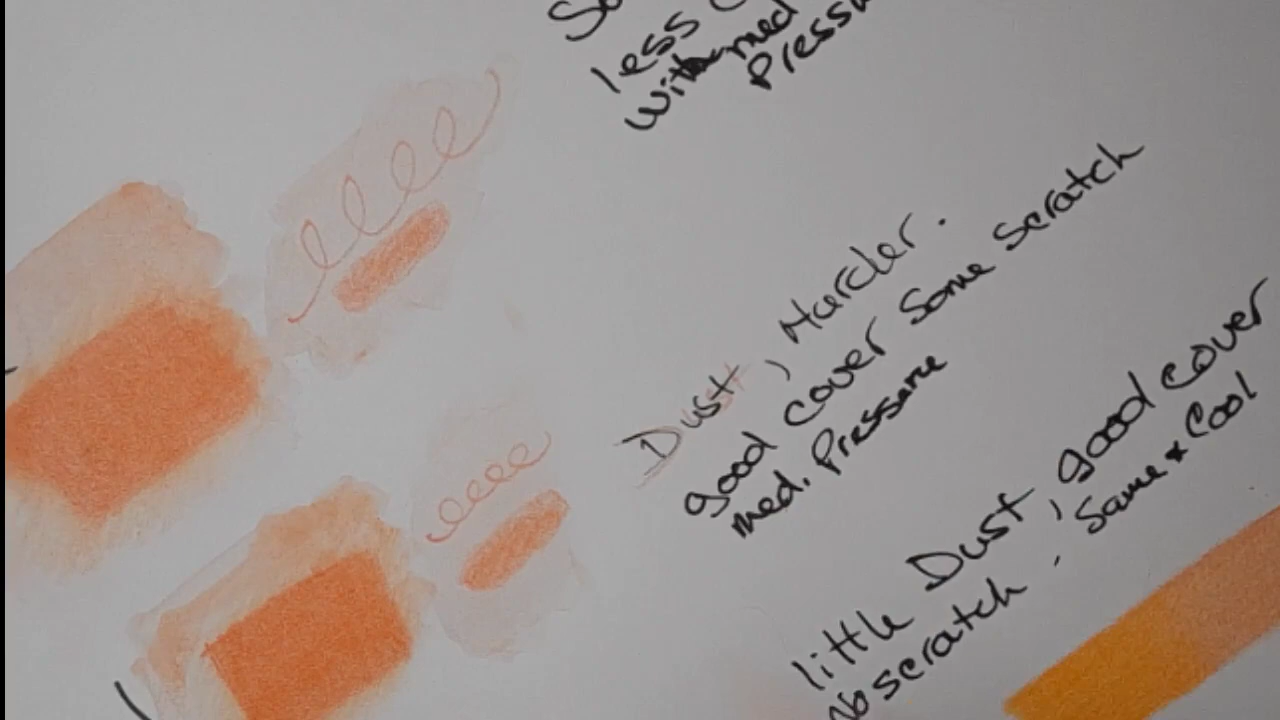 less
With med
Pressu
Dust, Harder.
good cover Some scratch
med. Pressure
little Dust, good cover
No scratch. Same * Cool